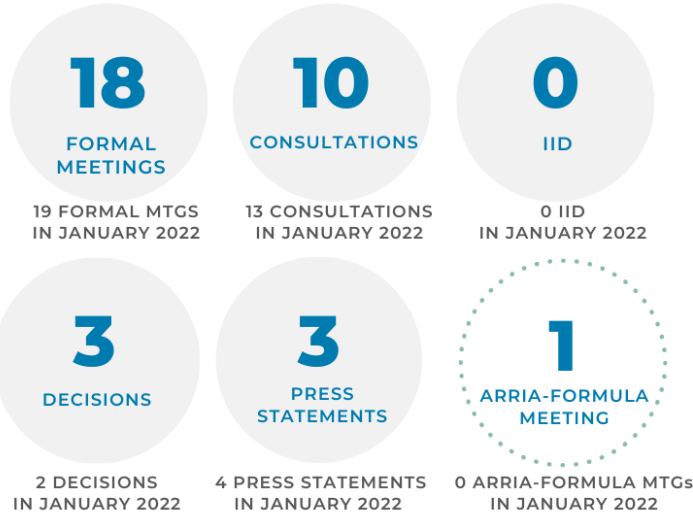 18
FORMAL
MEETINGS
19 FORMAL MTGS
IN JANUARY 2022
10
CONSULTATIONS
13 CONSULTATIONS
IN JANUARY 2022
0
IID
0 IID
IN JANUARY 2022
3
DECISIONS
2 DECISIONS
IN JANUARY 2022
3
PRESS
STATEMENTS
4 PRESS STATEMENTS
IN JANUARY 2022
1
ARRIA-FORMULA
MEETING
0 ARRIA-FORMULA MTGs
IN JANUARY 2022